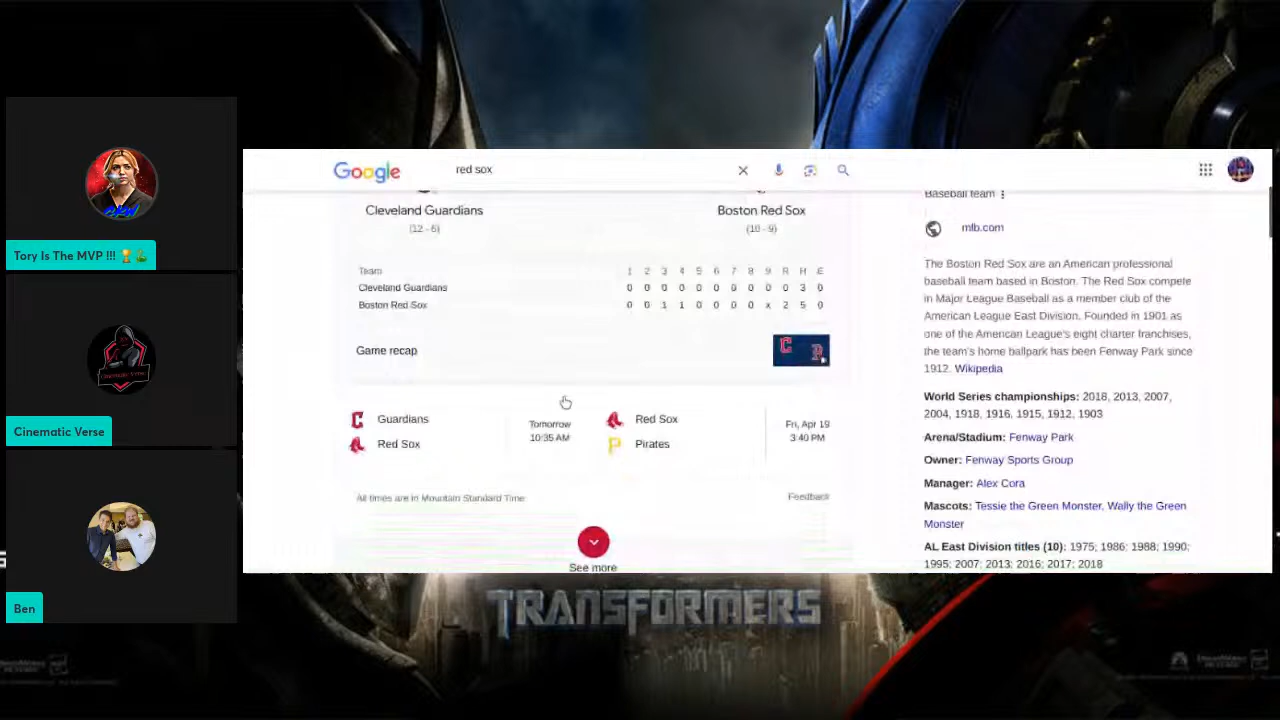 Google
red sox
Cleveland Guardians
(12 - 6)
Boston Red Sox
(10 - 9)
Team 1 2 3 4 5 6 7 8 9 R H E
Cleveland Guardians 0 0 0 0 0 0 0 0 0 0 3 0
Boston Red Sox 0 0 1 1 0 0 0 0 x 2 5 0
Game recap
Guardians
Red Sox
Tomorrow
10:35 AM
Red Sox
Pirates
Fri, Apr 19
3:40 PM
All times are in Mountain Standard Time
Feedback
See more
Baseball team
mlb.com
The Boston Red Sox are an American professional
baseball team based in Boston. The Red Sox compete
in Major League Baseball as a member club of the
American League East Division. Founded in 1901 as
one of the American League's eight charter franchises,
the team's home ballpark has been Fenway Park since
1912. Wikipedia
World Series championships: 2018, 2013, 2007,
2004, 1918, 1916, 1915, 1912, 1903
Arena/Stadium: Fenway Park
Owner: Fenway Sports Group
Manager: Alex Cora
Mascots: Tessie the Green Monster, Wally the Green
Monster
AL East Division titles (10): 1975; 1986; 1988; 1990;
1995; 2007; 2013; 2016; 2017; 2018
Tory Is The MVP !!! 🏆🐍
Cinematic Verse
Ben
TRANSFORMERS